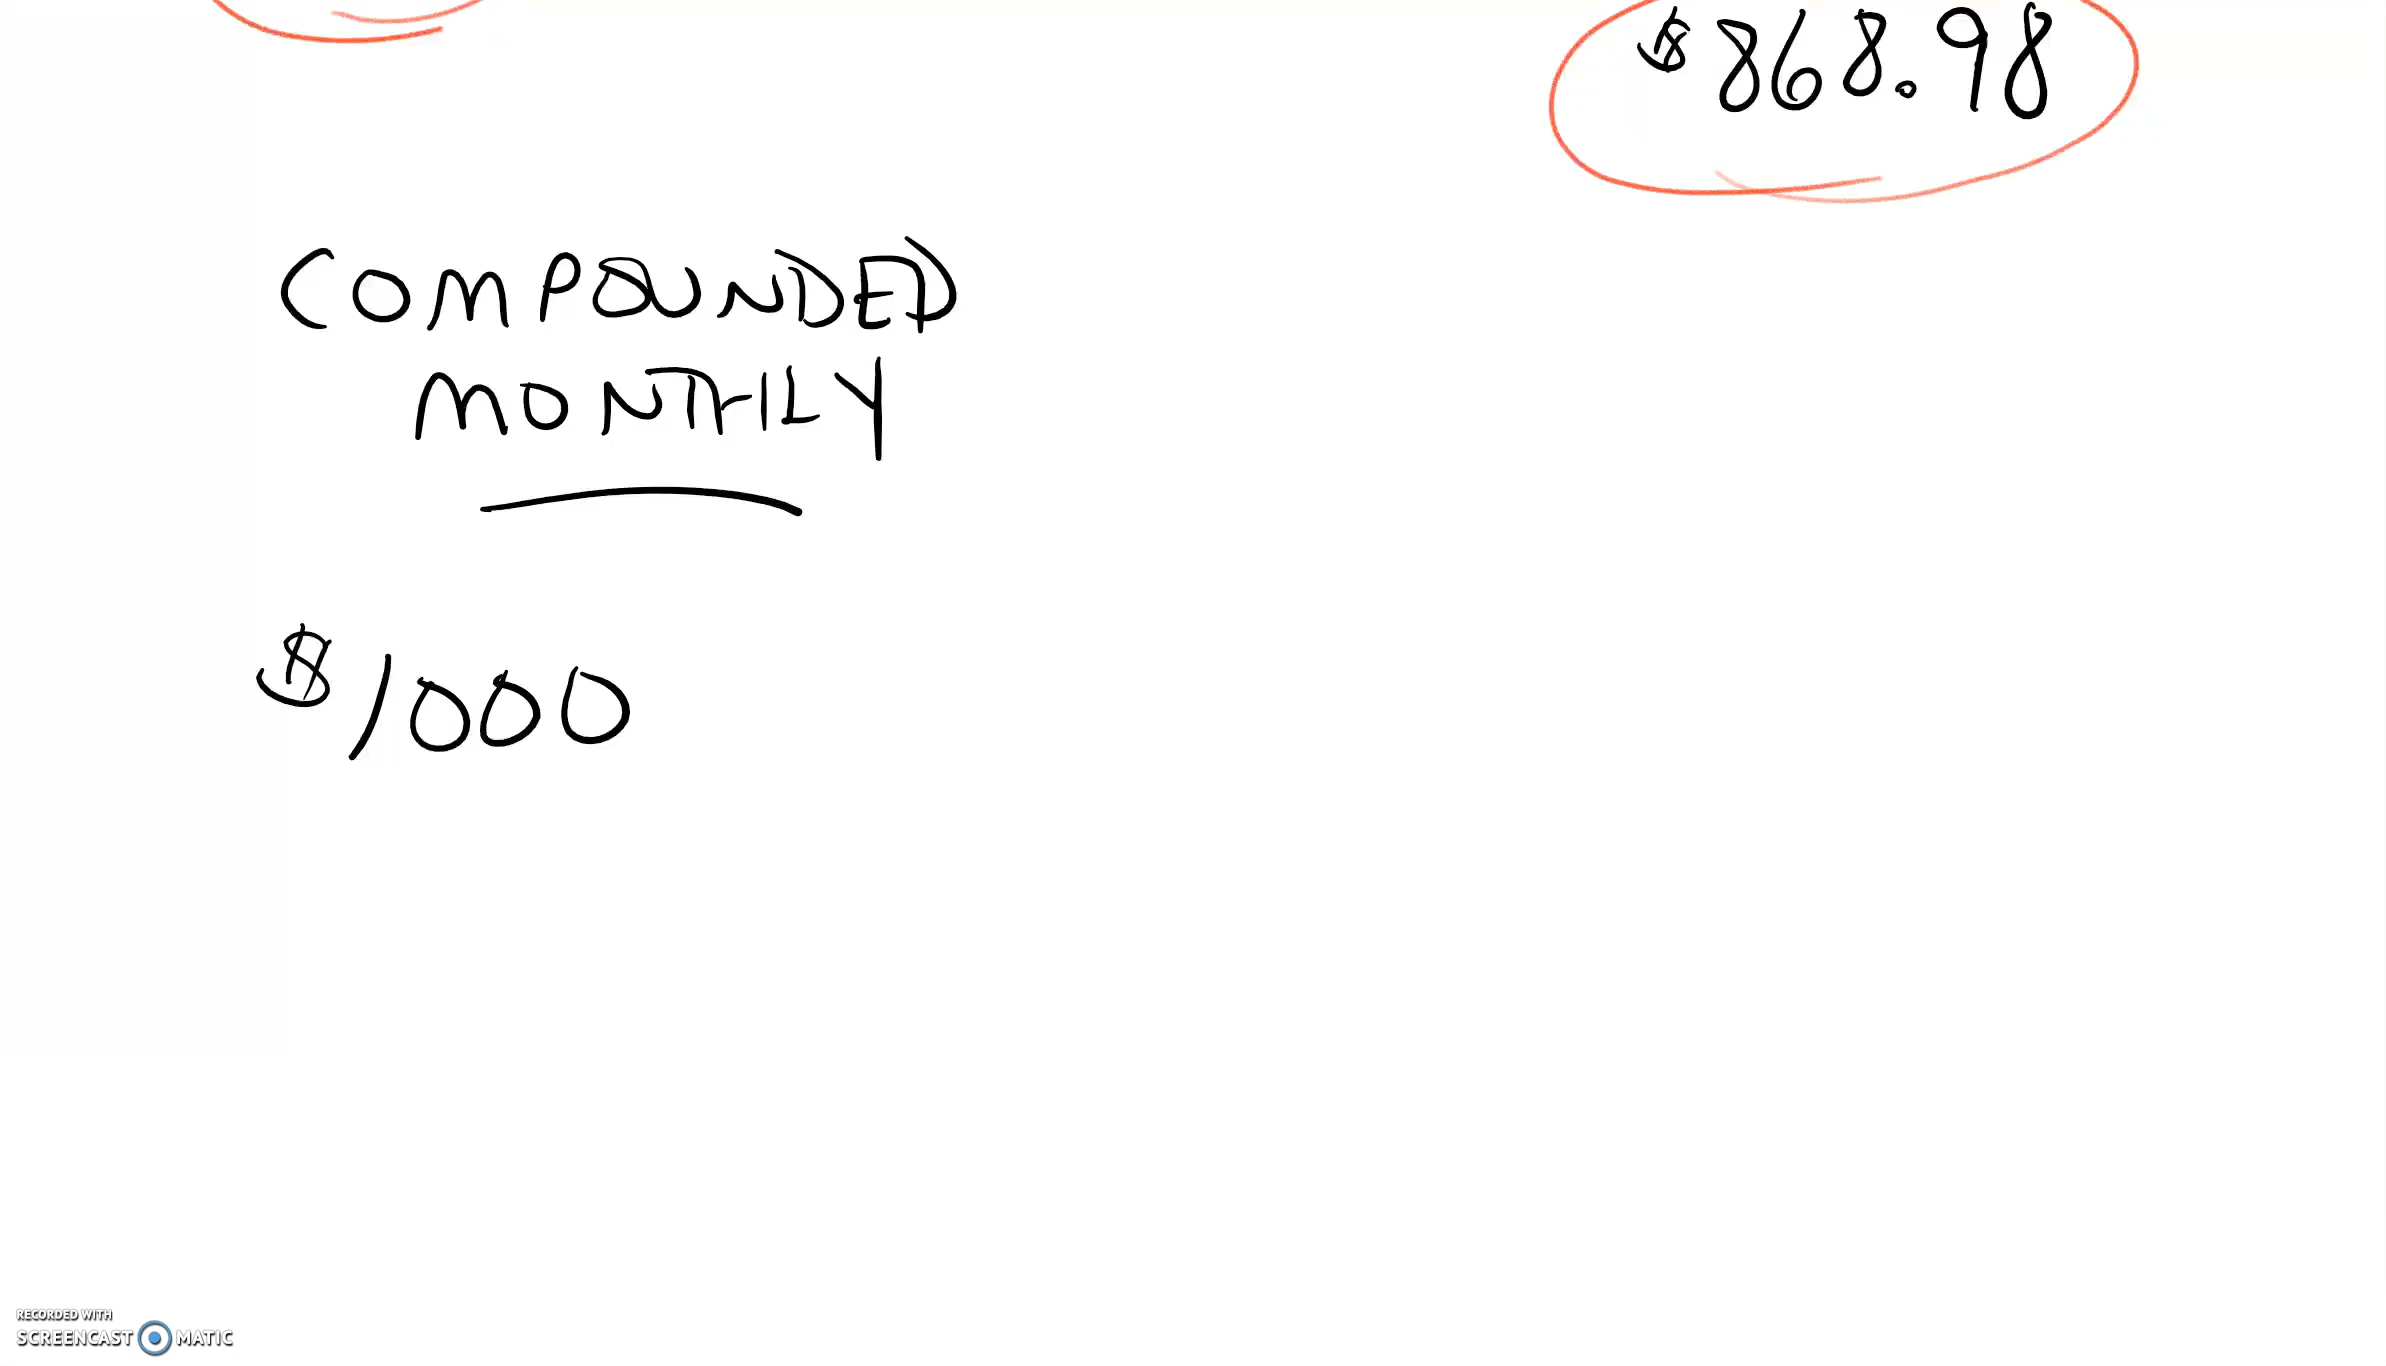 $868.98
COMPOUNDED
MONTHLY
$1000
RECORDED WITH
SCREENCAST MATIC